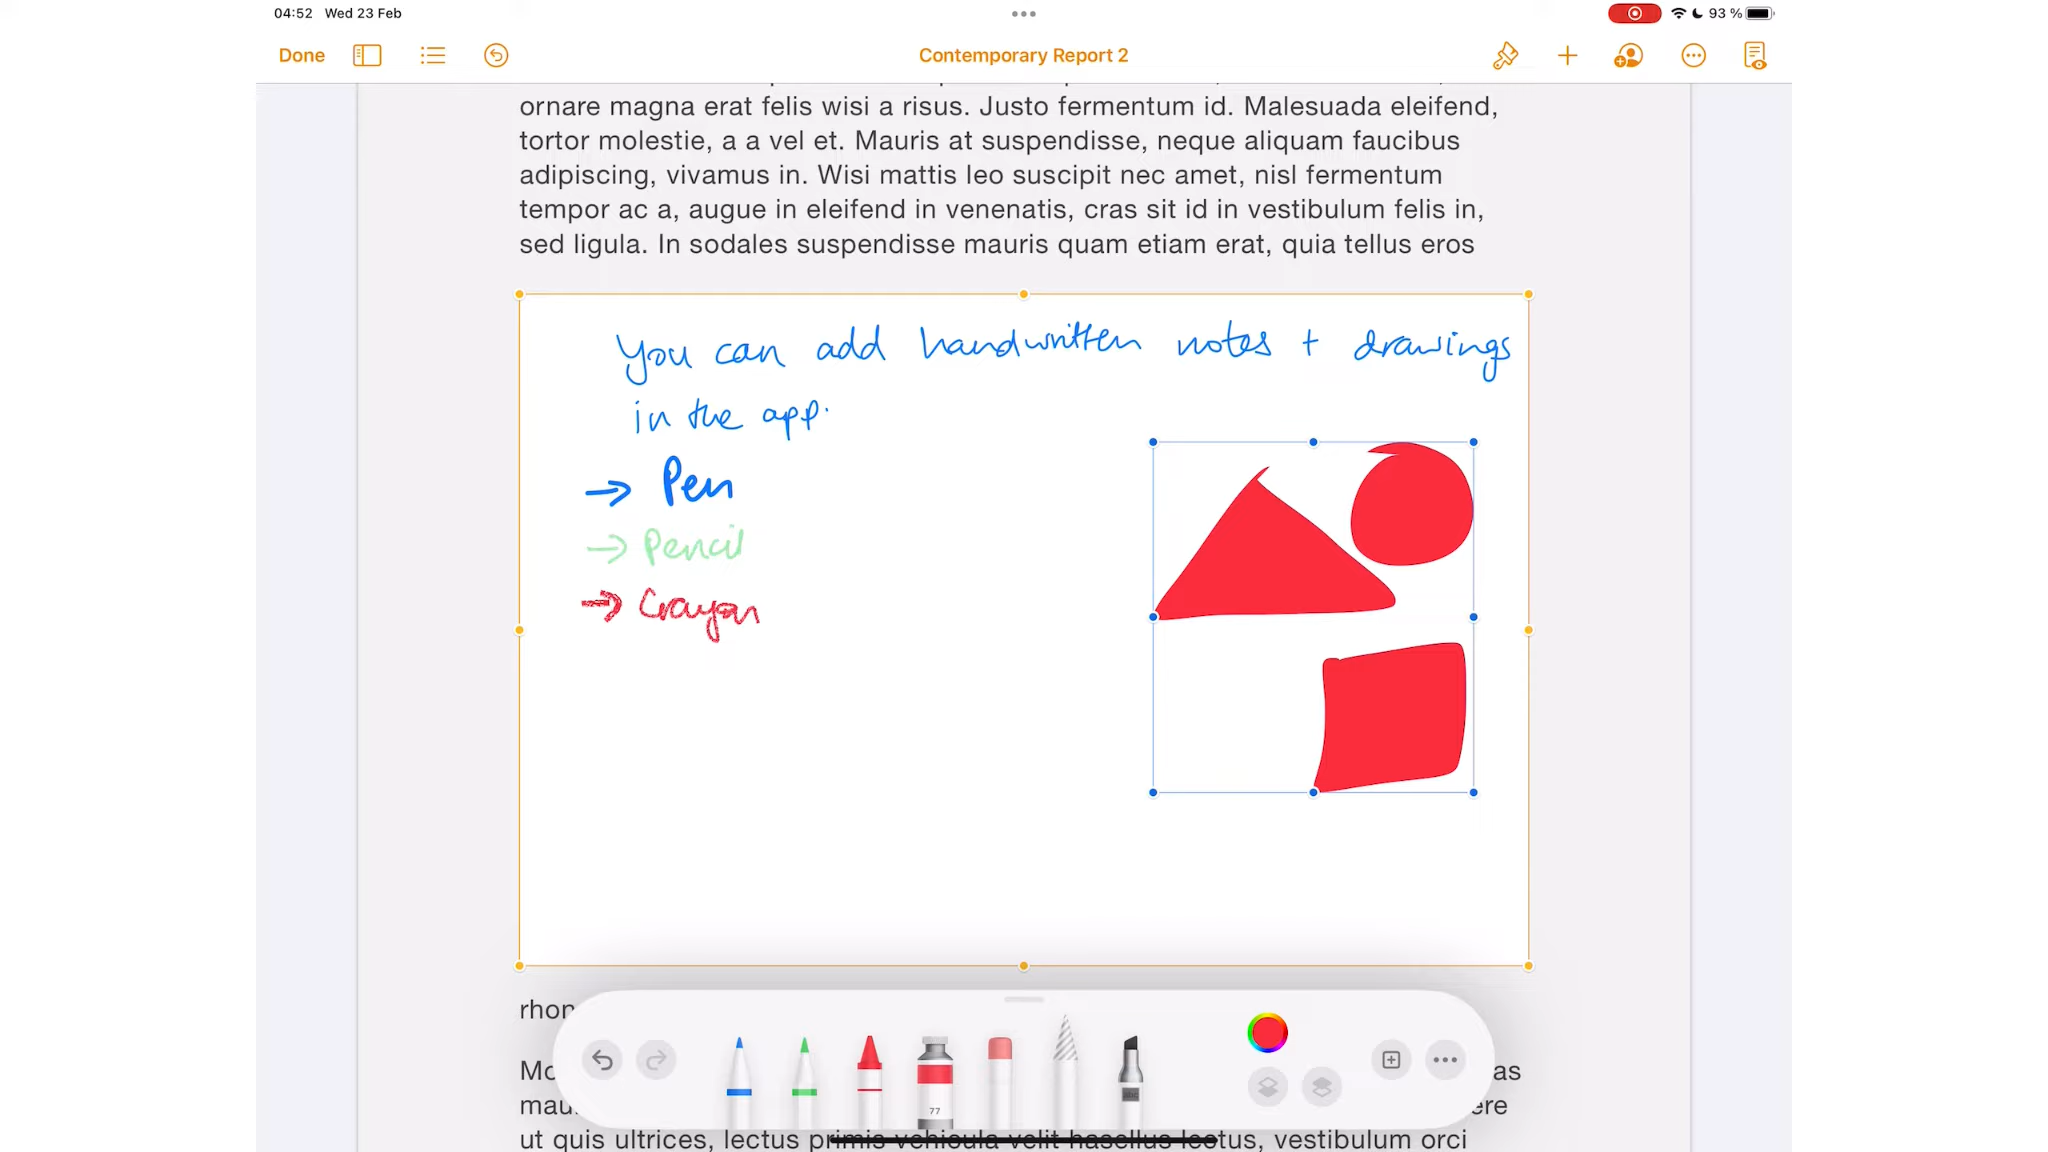 04:52 Wed 23 Feb
93 %
Done
Contemporary Report 2
ornare magna erat felis wisi a risus. Justo fermentum id. Malesuada eleifend,
tortor molestie, a a vel et. Mauris at suspendisse, neque aliquam faucibus
adipiscing, vivamus in. Wisi mattis leo suscipit nec amet, nisl fermentum
tempor ac a, augue in eleifend in venenatis, cras sit id in vestibulum felis in,
sed ligula. In sodales suspendisse mauris quam etiam erat, quia tellus eros
You can add handwritten notes + drawings
in the app.
→ Pen
→ Pencil
→ Crayon
77
ut quis ultrices, lectus primis vehicula velit hasellus lectus, vestibulum orci